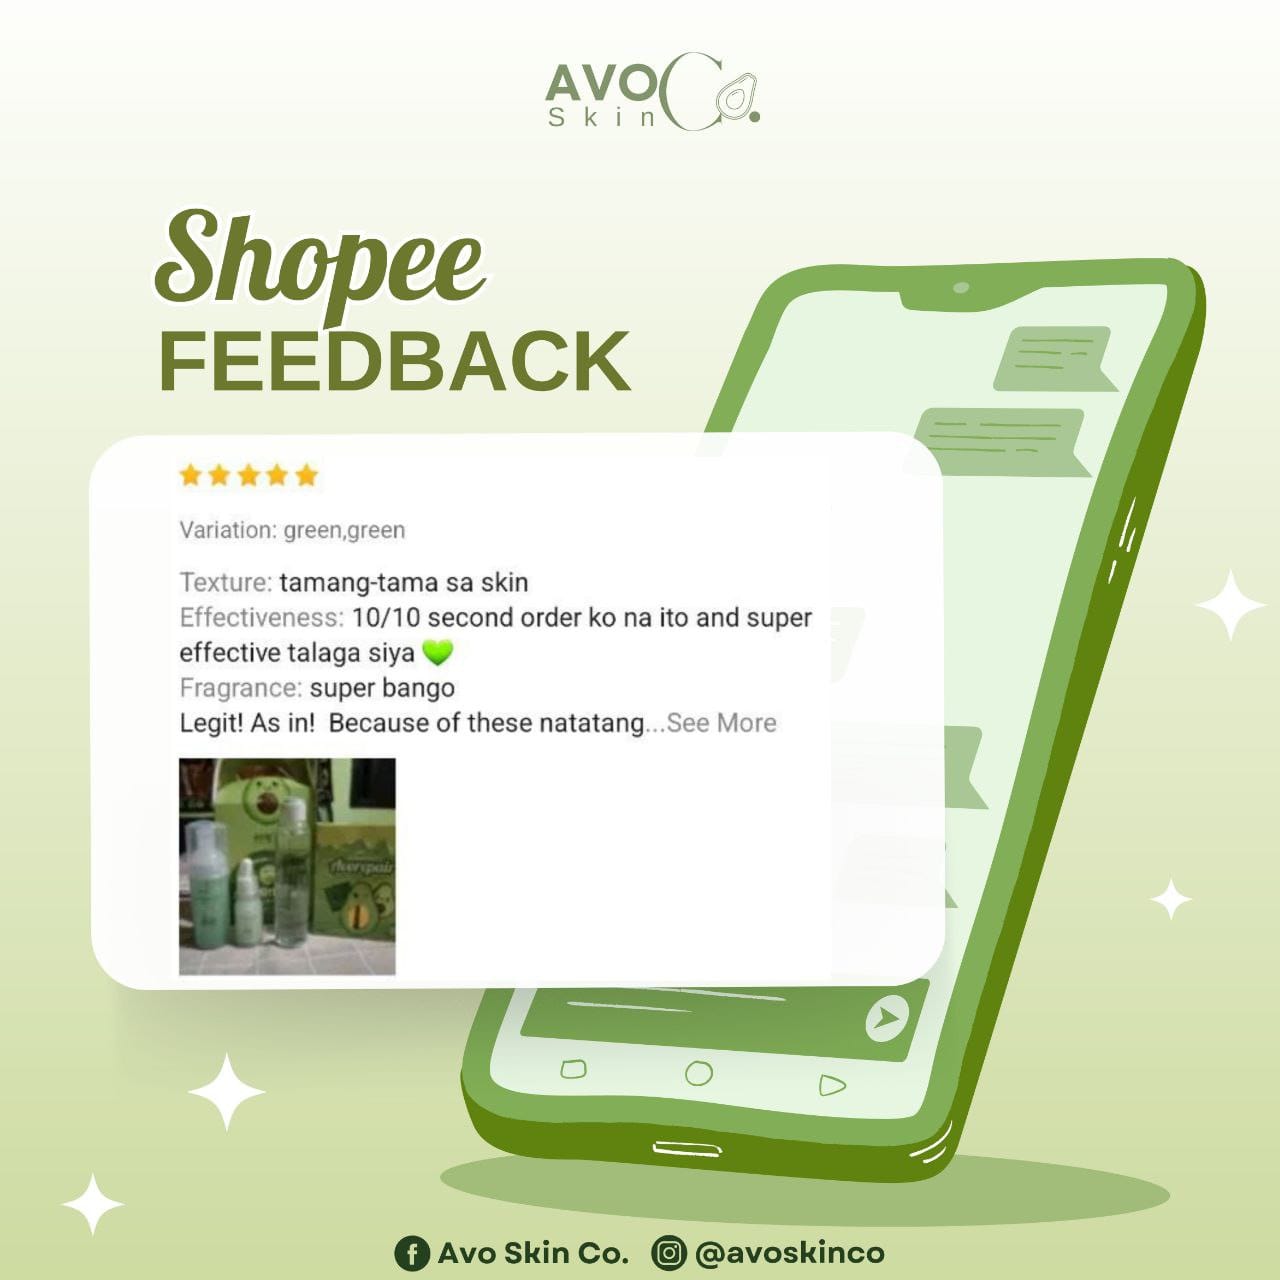 AVO
Skin Co.
Shopee
FEEDBACK
Variation: green,green
Texture: tamang-tama sa skin
Effectiveness: 10/10 second order ko na ito and super
effective talaga siya 💚
Fragrance: super bango
Legit! As in!  Because of these natatang...See More
Avo Skin Co.
@avoskinco